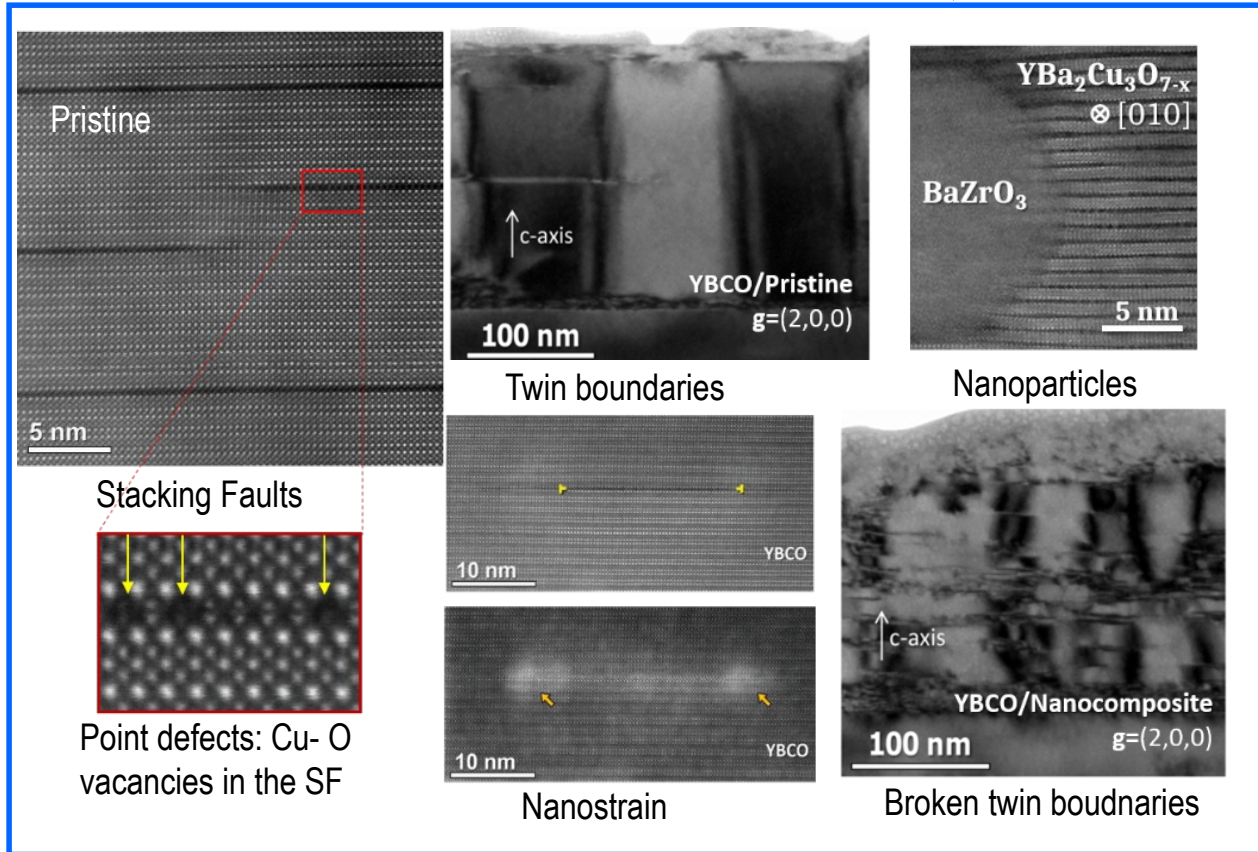 Pristine
5 nm
Stacking Faults
Point defects: Cu- O
vacancies in the SF
c-axis
YBCO/Pristine
g=(2,0,0)
100 nm
Twin boundaries
YBa₂Cu₃O₇₋ₓ
⊗ [010]
BaZrO₃
5 nm
Nanoparticles
YBCO
10 nm
YBCO
10 nm
Nanostrain
c-axis
YBCO/Nanocomposite
g=(2,0,0)
100 nm
Broken twin boudnaries